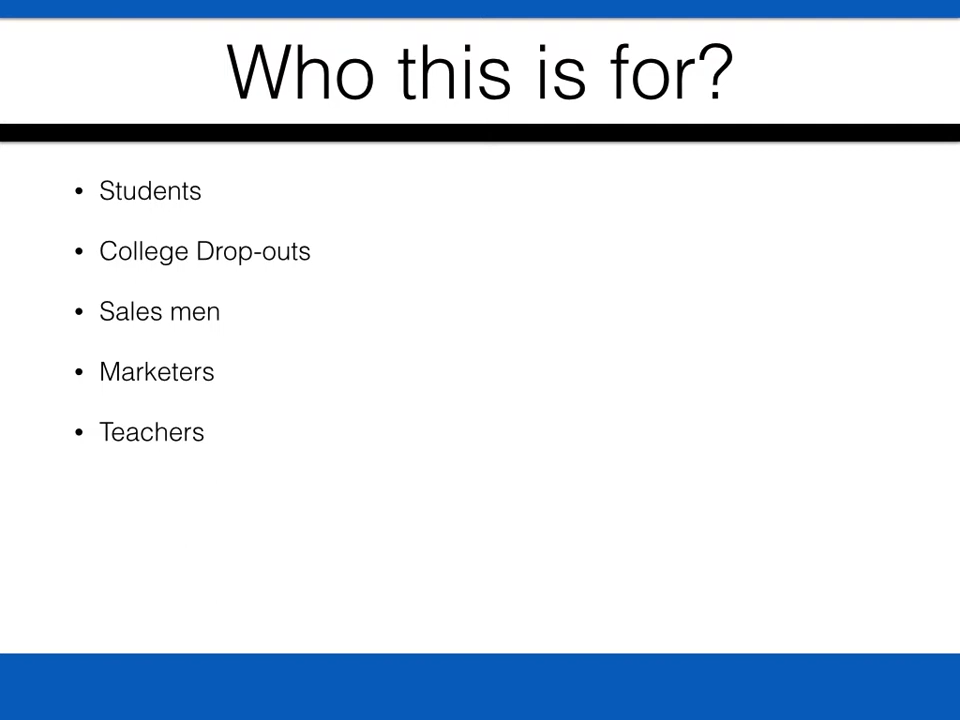 Who this is for?
• Students
• College Drop-outs
• Sales men
• Marketers
• Teachers